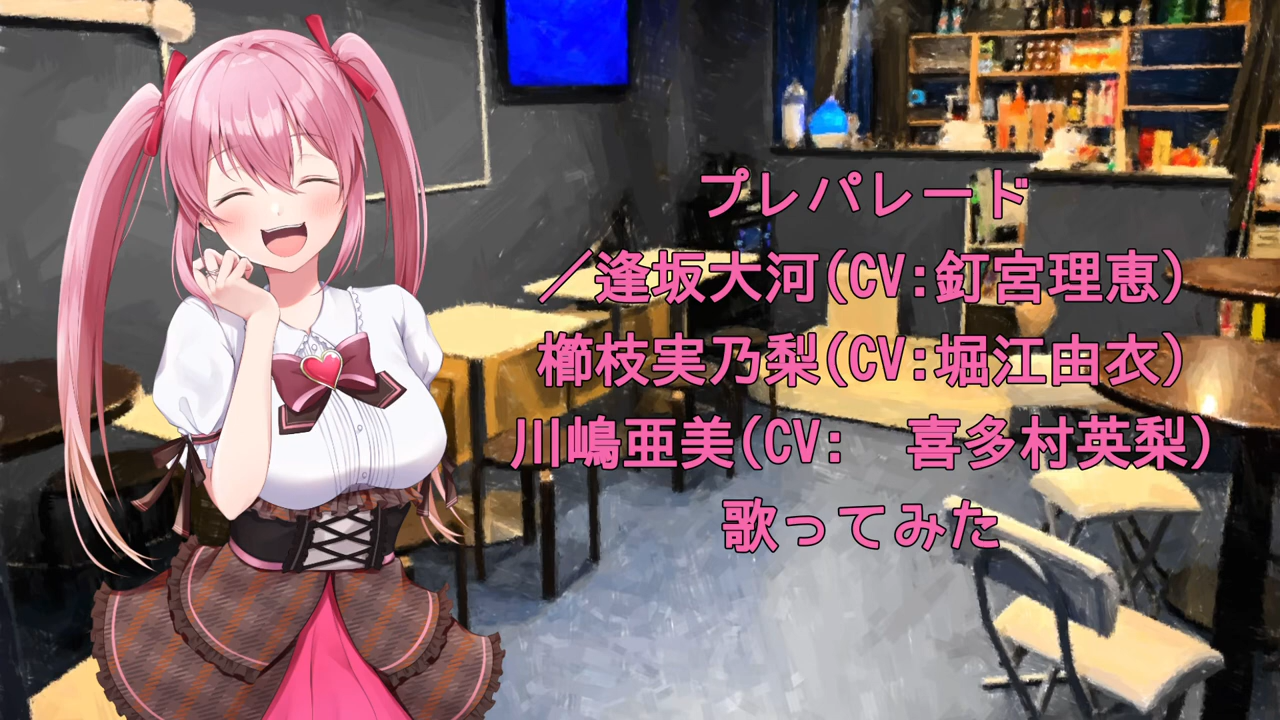 プレパレード
／逢坂大河(CV:釘宮理恵)
櫛枝実乃梨(CV:堀江由衣)
川嶋亜美(CV:　喜多村英梨)
歌ってみた